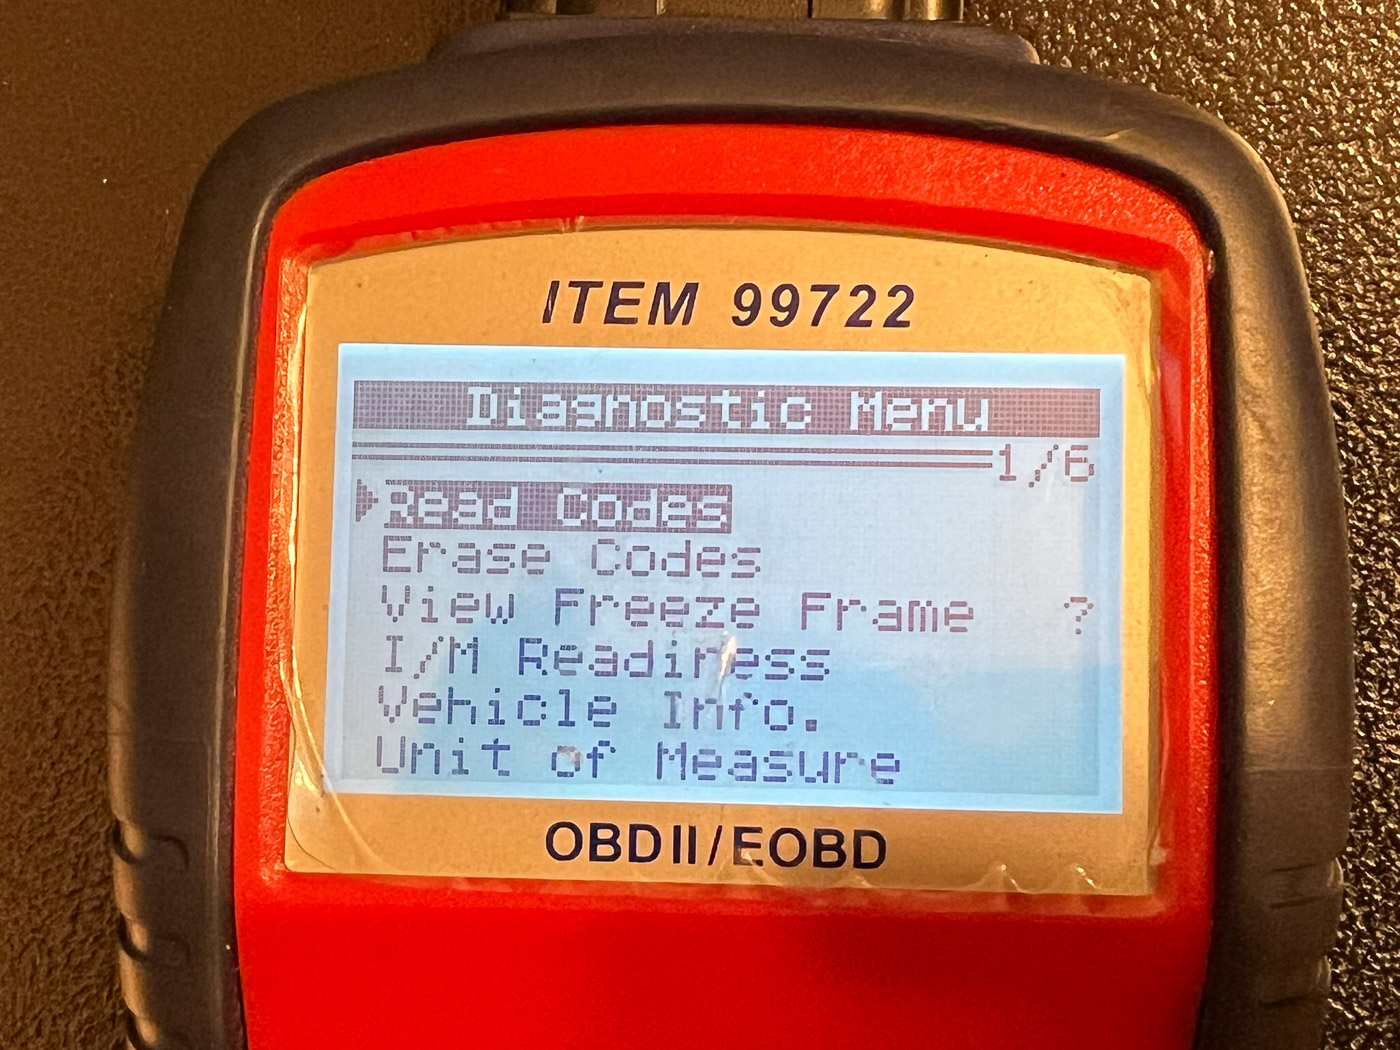 ITEM 99722
Diagnostic Menu
1/6
Read Codes
Erase Codes
View Freeze Frame ?
I/M Readiness
Vehicle Info.
Unit of Measure
OBDII/EOBD